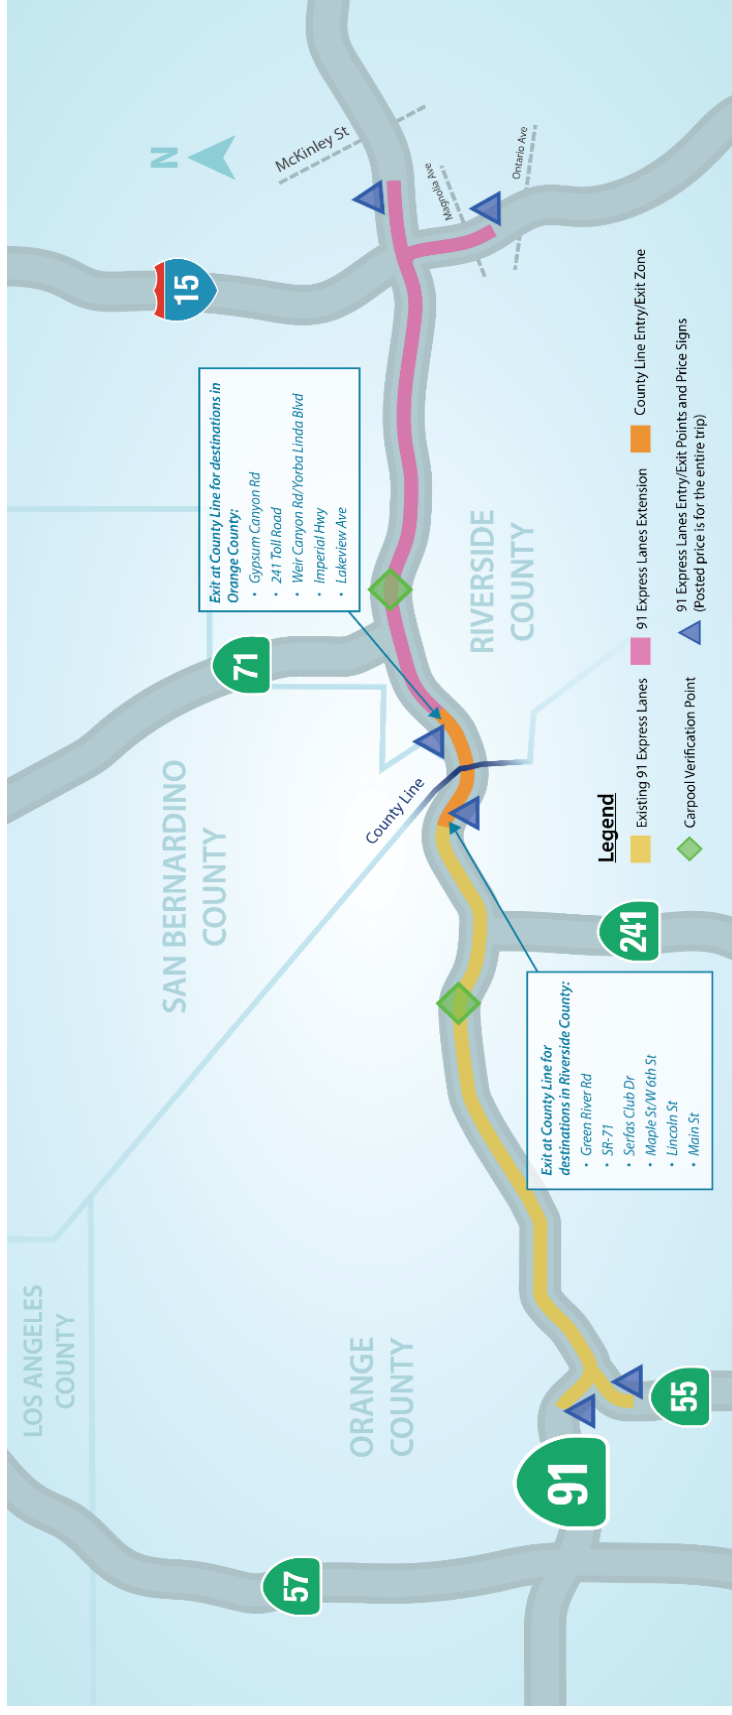 LOS ANGELES
COUNTY
SAN BERNARDINO
COUNTY
ORANGE
COUNTY
RIVERSIDE
COUNTY
57
91
55
241
71
15
N
McKinley St
Magnolia Ave
Ontario Ave
County Line
Exit at County Line for destinations in
Orange County:
• Gypsum Canyon Rd
• 241 Toll Road
• Weir Canyon Rd/Yorba Linda Blvd
• Imperial Hwy
• Lakeview Ave
Exit at County Line for
destinations in Riverside County:
• Green River Rd
• SR-71
• Serfas Club Dr
• Maple St/W 6th St
• Lincoln St
• Main St
Legend
Existing 91 Express Lanes
91 Express Lanes Extension
County Line Entry/Exit Zone
Carpool Verification Point
91 Express Lanes Entry/Exit Points and Price Signs
(Posted price is for the entire trip)